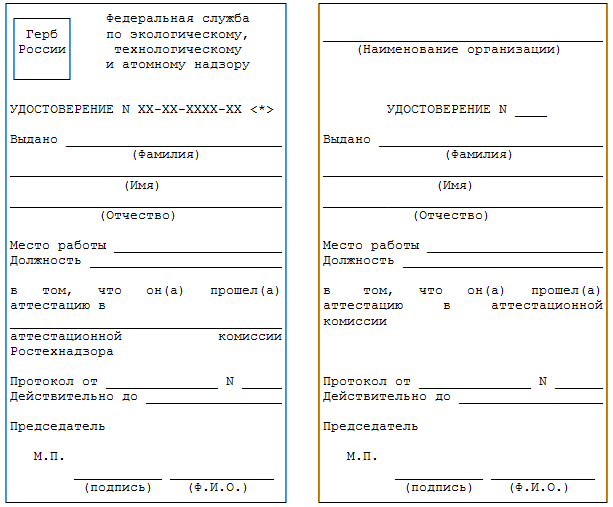 Герб
России
Федеральная служба
по экологическому,
технологическому
и атомному надзору
УДОСТОВЕРЕНИЕ N XX-XX-XXXX-XX <*>
Выдано
(Фамилия)
(Имя)
(Отчество)
Место работы
Должность
в том, что он(а) прошел(а)
аттестацию в
аттестационной комиссии
Ростехнадзора
Протокол от N
Действительно до
Председатель
М.П.
(подпись) (Ф.И.О.)
(Наименование организации)
УДОСТОВЕРЕНИЕ N
Выдано
(Фамилия)
(Имя)
(Отчество)
Место работы
Должность
в том, что он(а) прошел(а)
аттестацию в аттестационной
комиссии
Протокол от N
Действительно до
Председатель
М.П.
(подпись) (Ф.И.О.)